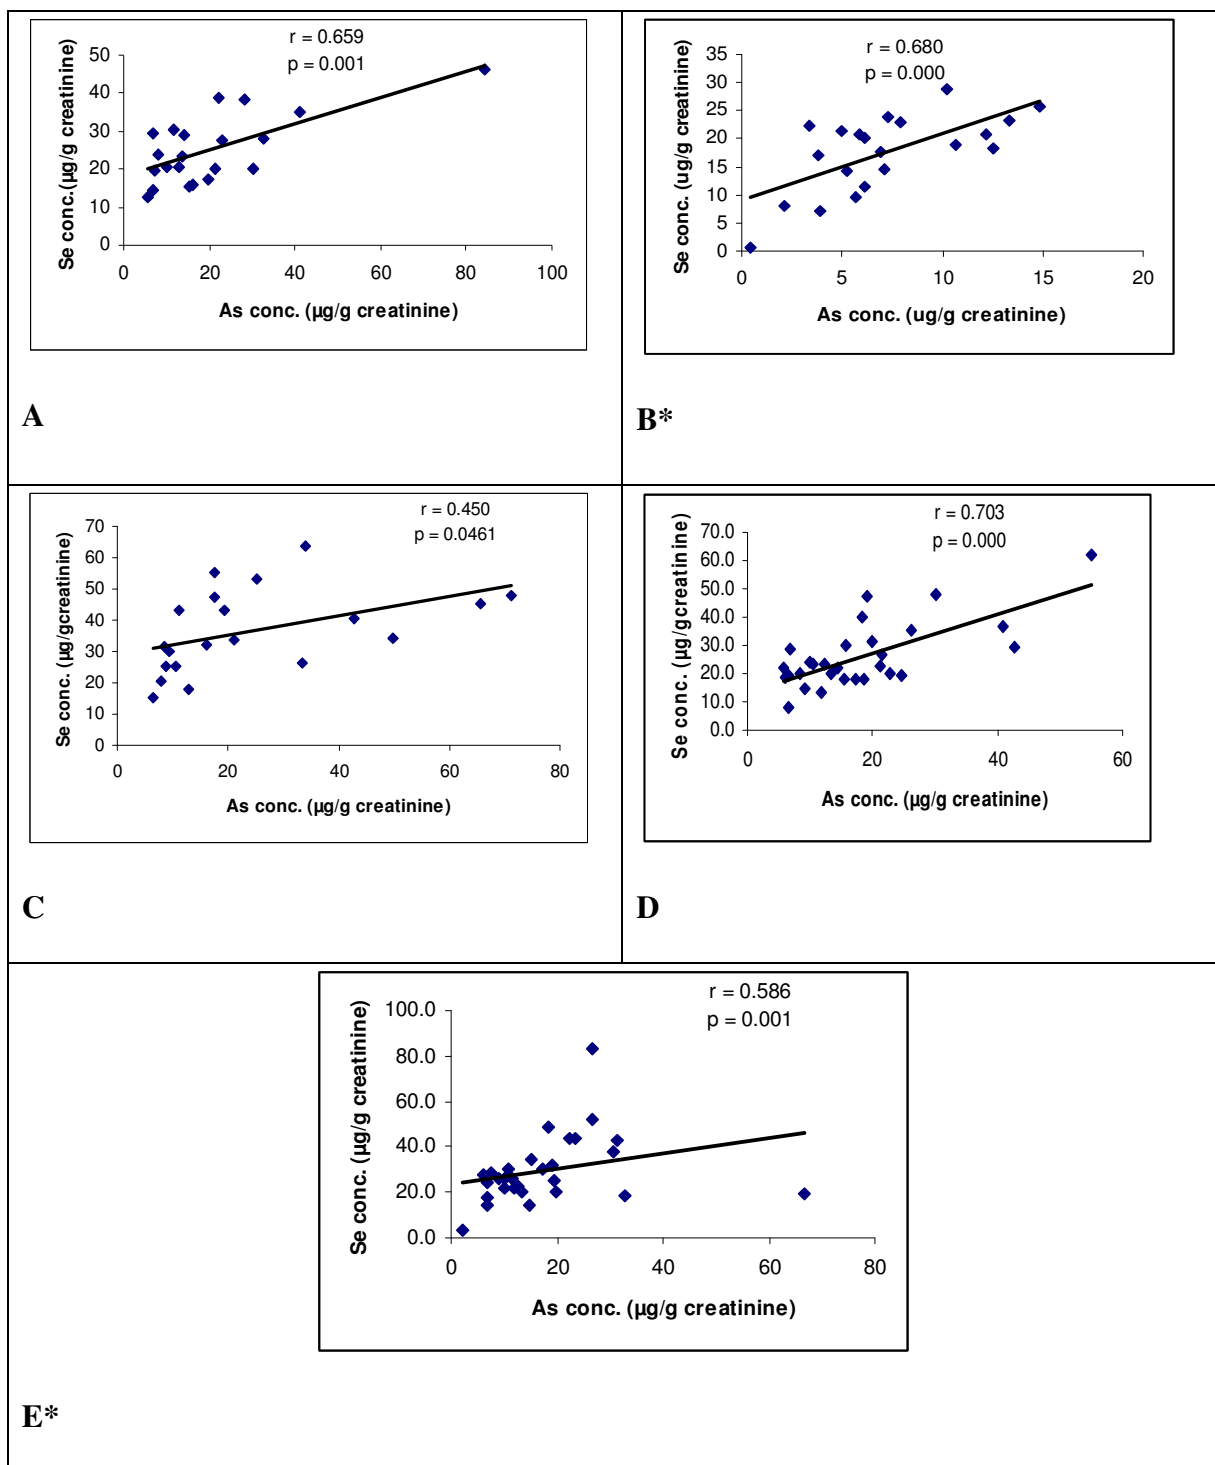 r = 0.659
p = 0.001
Se conc.(µg/g creatinine)
50
40
30
20
10
0
0 20 40 60 80 100
As conc. (µg/g creatinine)
A
r = 0.680
p = 0.000
Se conc. (ug/g creatinine)
35
30
25
20
15
10
5
0
0 5 10 15 20
As conc. (ug/g creatinine)
B*
r = 0.450
p = 0.0461
Se conc. (µg/gcreatinine)
70
60
50
40
30
20
10
0
0 20 40 60 80
As conc. (µg/g creatinine)
C
r = 0.703
p = 0.000
Se conc. (µg/gcreatinine)
70.0
60.0
50.0
40.0
30.0
20.0
10.0
0.0
0 20 40 60
As conc. (µg/g creatinine)
D
r = 0.586
p = 0.001
Se conc. (µg/g creatinine)
100.0
80.0
60.0
40.0
20.0
0.0
0 20 40 60 80
As conc. (µg/g creatinine)
E*